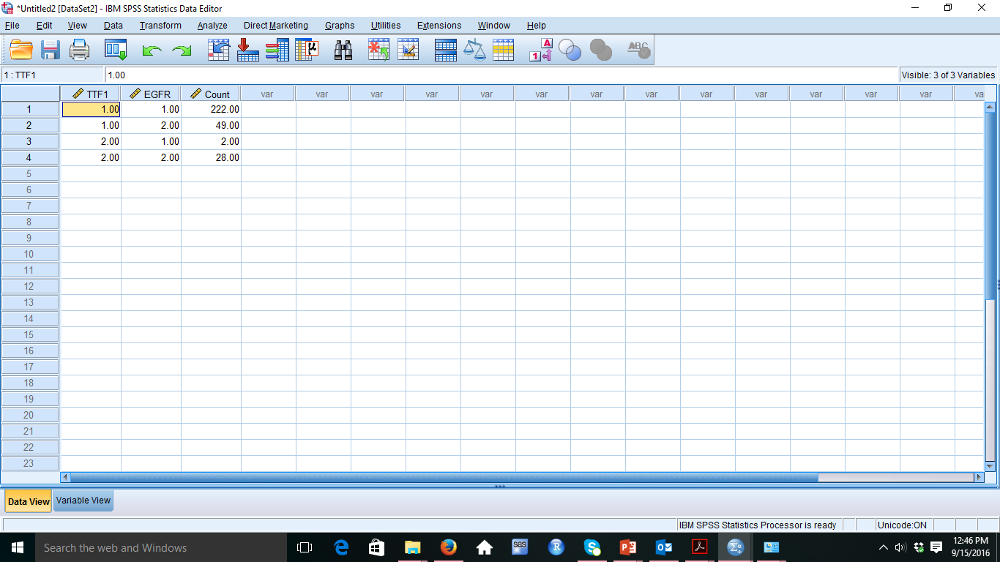 *Untitled2 [DataSet2] - IBM SPSS Statistics Data Editor
File Edit View Data Transform Analyze Direct Marketing Graphs Utilities Extensions Window Help
μ A 1 ABC
1 : TTF1 1.00 Visible: 3 of 3 Variables
TTF1 EGFR Count var var var var var var var var var var var var var va
1 1.00 1.00 222.00
2 1.00 2.00 49.00
3 2.00 1.00 2.00
4 2.00 2.00 28.00
5
6
7
8
9
10
11
12
13
14
15
16
17
18
19
20
21
22
23
Data View Variable View
IBM SPSS Statistics Processor is ready Unicode:ON
Search the web and Windows sas R S P 12:46 PM
9/15/2016